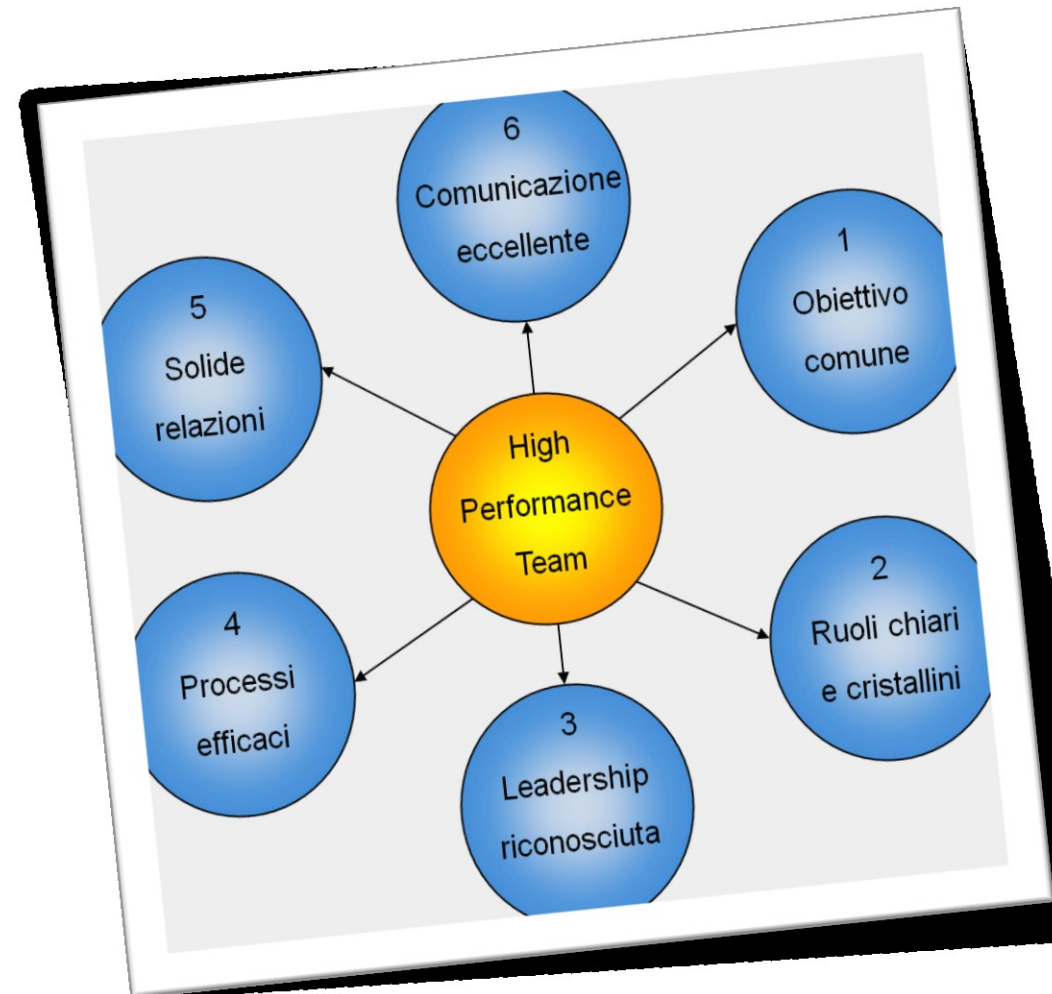 6
Comunicazione
eccellente
1
Obiettivo
comune
5
Solide
relazioni
High
Performance
Team
2
Ruoli chiari
e cristallini
4
Processi
efficaci
3
Leadership
riconosciuta